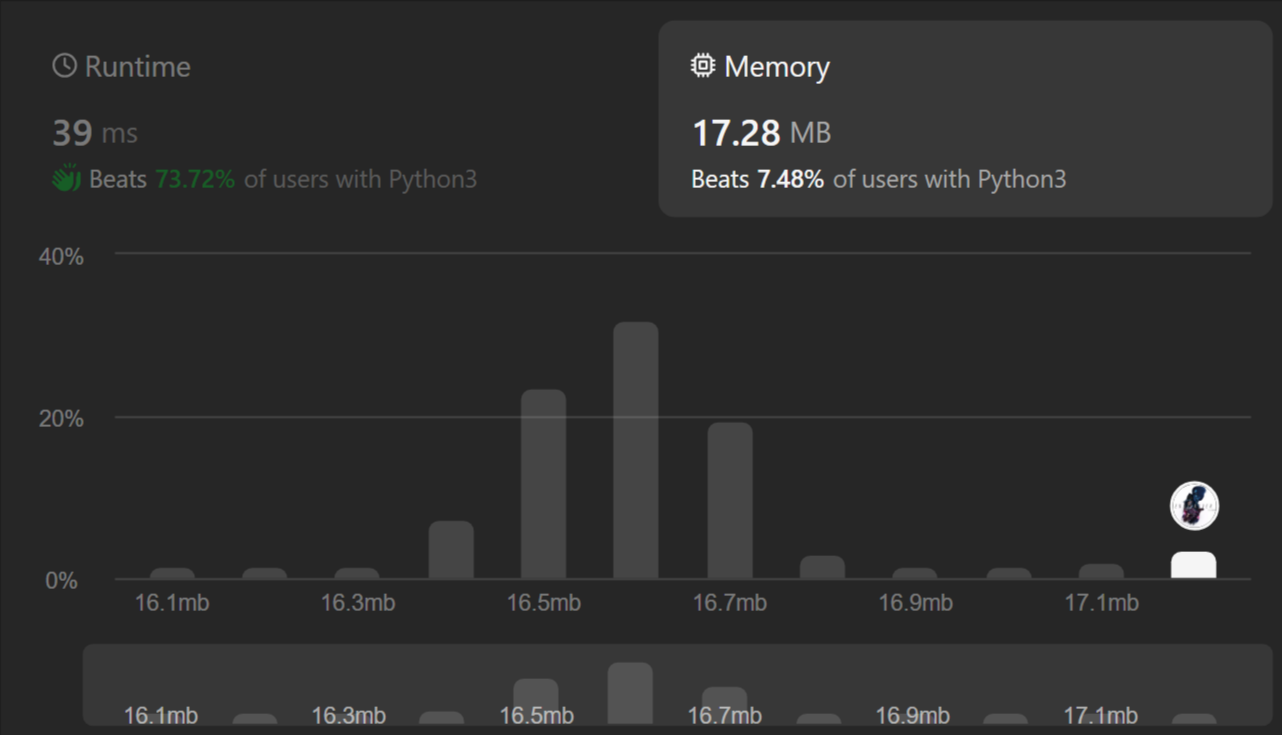 Runtime
39 ms
Beats 73.72% of users with Python3
Memory
17.28 MB
Beats 7.48% of users with Python3
40%
20%
0%
16.1mb 16.3mb 16.5mb 16.7mb 16.9mb 17.1mb
16.1mb 16.3mb 16.5mb 16.7mb 16.9mb 17.1mb